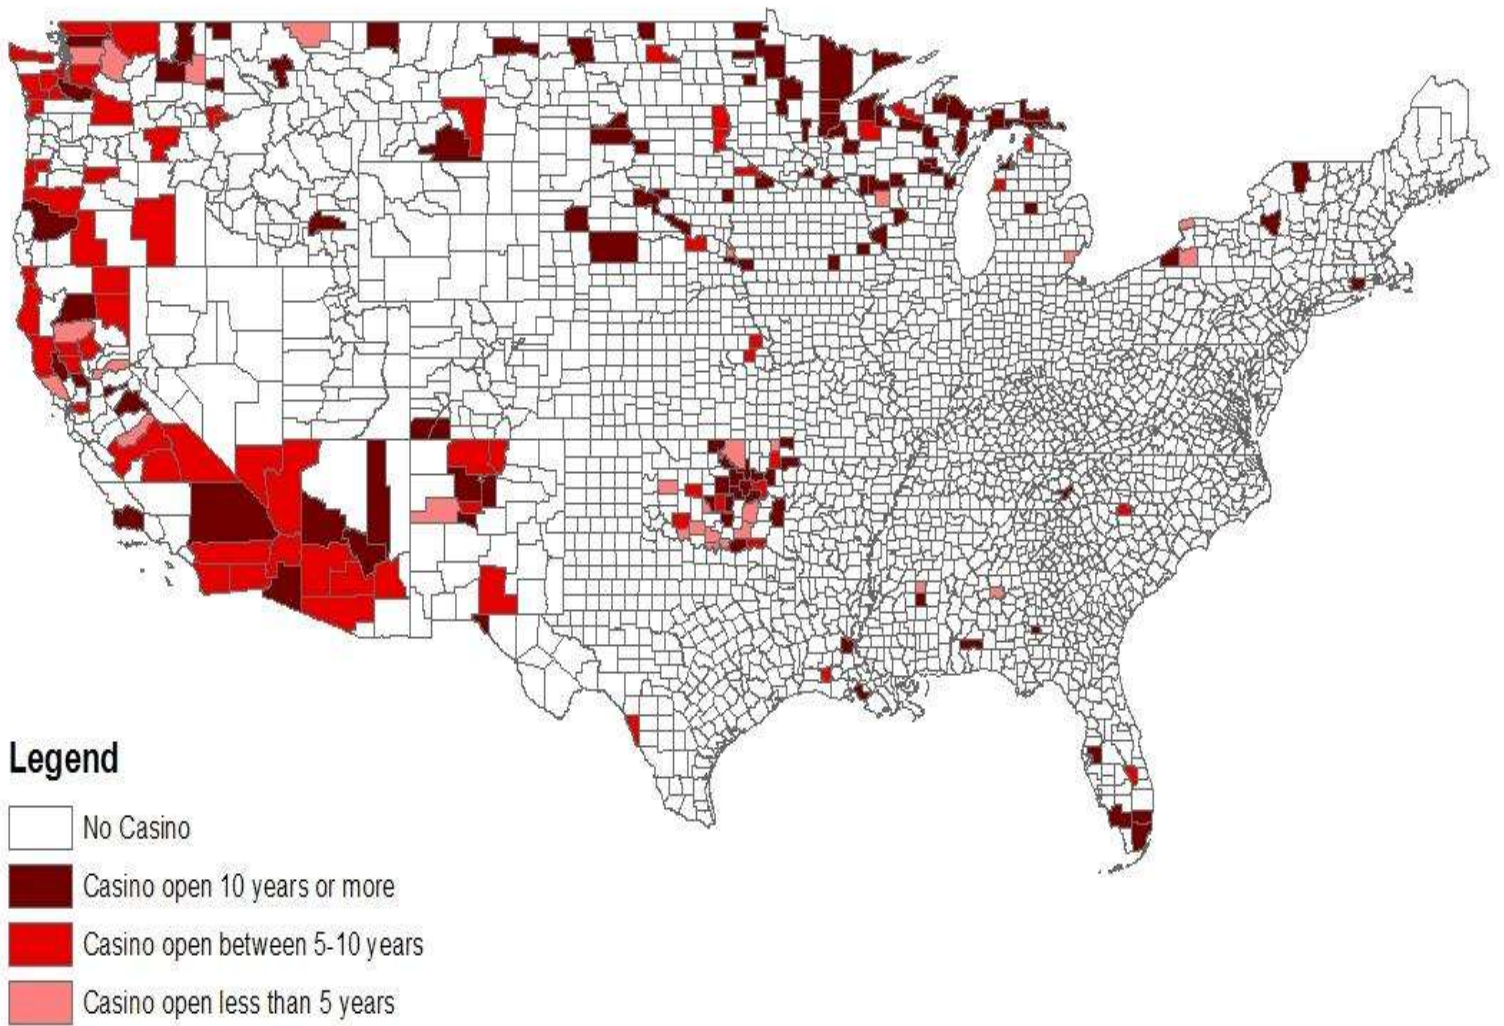 Legend
No Casino
Casino open 10 years or more
Casino open between 5-10 years
Casino open less than 5 years